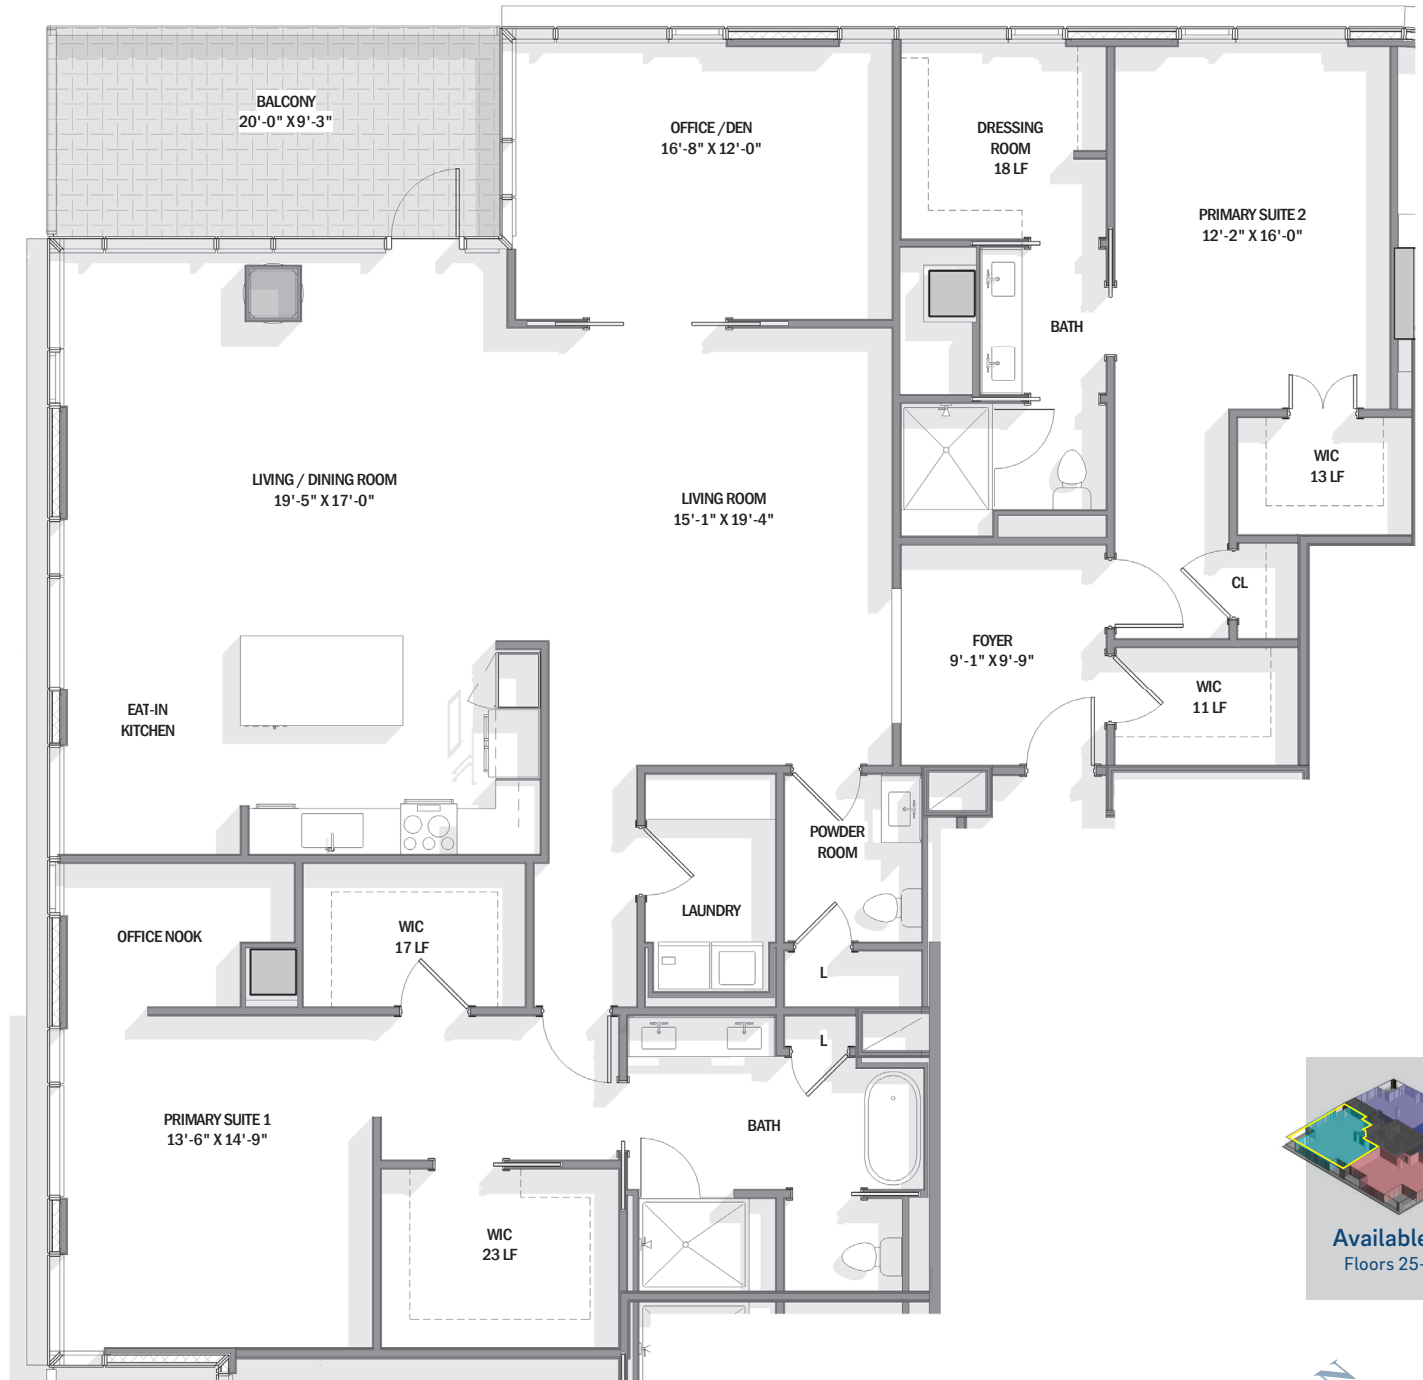 BALCONY
20'-0" X 9'-3"
OFFICE / DEN
16'-8" X 12'-0"
DRESSING
ROOM
18 LF
PRIMARY SUITE 2
12'-2" X 16'-0"
BATH
WIC
13 LF
LIVING / DINING ROOM
19'-5" X 17'-0"
LIVING ROOM
15'-1" X 19'-4"
CL
FOYER
9'-1" X 9'-9"
WIC
11 LF
EAT-IN
KITCHEN
POWDER
ROOM
LAUNDRY
OFFICE NOOK
WIC
17 LF
L
L
PRIMARY SUITE 1
13'-6" X 14'-9"
BATH
WIC
23 LF
Available
Floors 25-
N